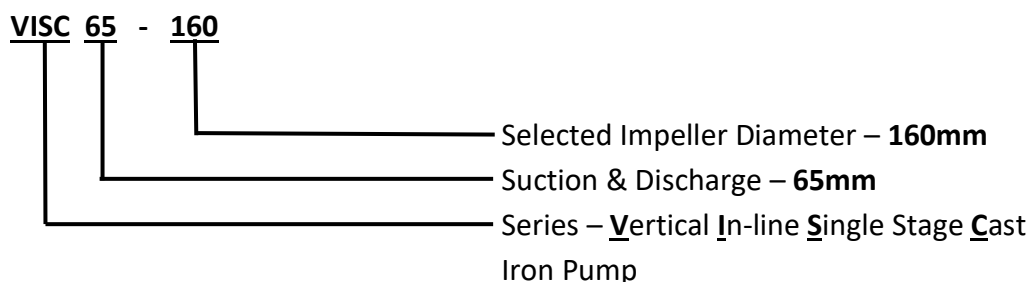 VISC 65 - 160
Selected Impeller Diameter – 160mm
Suction & Discharge – 65mm
Series – Vertical In-line Single Stage Cast
Iron Pump